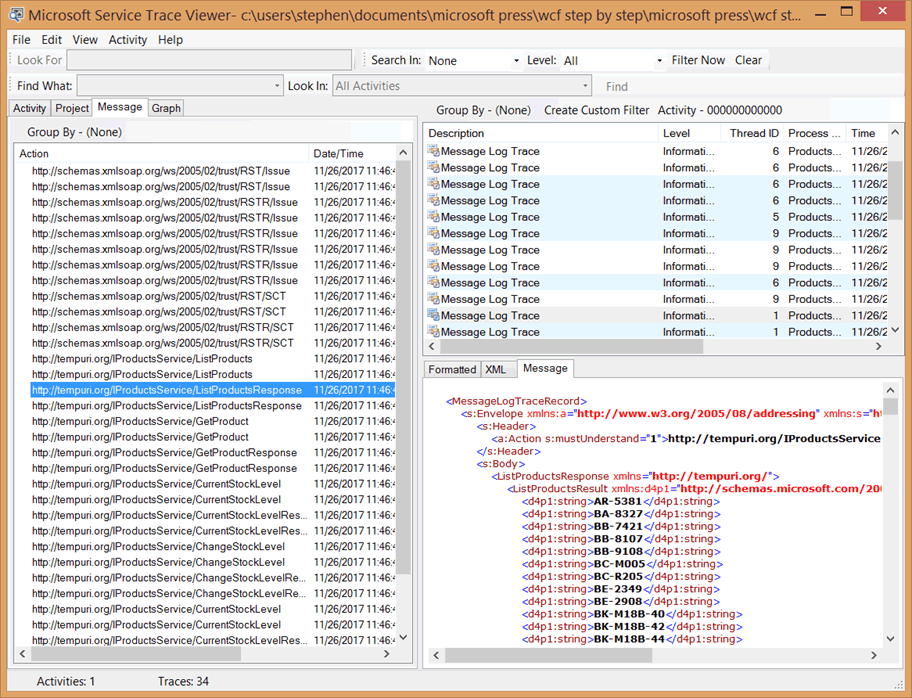 Microsoft Service Trace Viewer- c:\users\stephen\documents\microsoft press\wcf step by step\microsoft press\wcf st...
File Edit View Activity Help
Look For Search In: None Level: All Filter Now Clear
Find What: Look In: All Activities Find
Activity Project Message Graph
Group By - (None)
Action Date/Time
http://schemas.xmlsoap.org/ws/2005/02/trust/RST/Issue 11/26/2017 11:46:4
http://schemas.xmlsoap.org/ws/2005/02/trust/RST/Issue 11/26/2017 11:46:4
http://schemas.xmlsoap.org/ws/2005/02/trust/RSTR/Issue 11/26/2017 11:46:4
http://schemas.xmlsoap.org/ws/2005/02/trust/RSTR/Issue 11/26/2017 11:46:4
http://schemas.xmlsoap.org/ws/2005/02/trust/RSTR/Issue 11/26/2017 11:46:4
http://schemas.xmlsoap.org/ws/2005/02/trust/RSTR/Issue 11/26/2017 11:46:4
http://schemas.xmlsoap.org/ws/2005/02/trust/RSTR/Issue 11/26/2017 11:46:4
http://schemas.xmlsoap.org/ws/2005/02/trust/RSTR/Issue 11/26/2017 11:46:4
http://schemas.xmlsoap.org/ws/2005/02/trust/RST/SCT 11/26/2017 11:46:4
http://schemas.xmlsoap.org/ws/2005/02/trust/RST/SCT 11/26/2017 11:46:4
http://schemas.xmlsoap.org/ws/2005/02/trust/RSTR/SCT 11/26/2017 11:46:4
http://schemas.xmlsoap.org/ws/2005/02/trust/RSTR/SCT 11/26/2017 11:46:4
http://tempuri.org/IProductsService/ListProducts 11/26/2017 11:46:4
http://tempuri.org/IProductsService/ListProducts 11/26/2017 11:46:4
http://tempuri.org/IProductsService/ListProductsResponse 11/26/2017 11:46:4
http://tempuri.org/IProductsService/ListProductsResponse 11/26/2017 11:46:4
http://tempuri.org/IProductsService/GetProduct 11/26/2017 11:46:4
http://tempuri.org/IProductsService/GetProduct 11/26/2017 11:46:4
http://tempuri.org/IProductsService/GetProductResponse 11/26/2017 11:46:4
http://tempuri.org/IProductsService/GetProductResponse 11/26/2017 11:46:4
http://tempuri.org/IProductsService/CurrentStockLevel 11/26/2017 11:46:4
http://tempuri.org/IProductsService/CurrentStockLevel 11/26/2017 11:46:4
http://tempuri.org/IProductsService/CurrentStockLevelRes... 11/26/2017 11:46:4
http://tempuri.org/IProductsService/CurrentStockLevelRes... 11/26/2017 11:46:4
http://tempuri.org/IProductsService/ChangeStockLevel 11/26/2017 11:46:4
http://tempuri.org/IProductsService/ChangeStockLevel 11/26/2017 11:46:4
http://tempuri.org/IProductsService/ChangeStockLevelRe... 11/26/2017 11:46:4
http://tempuri.org/IProductsService/ChangeStockLevelRe... 11/26/2017 11:46:4
http://tempuri.org/IProductsService/CurrentStockLevel 11/26/2017 11:46:4
http://tempuri.org/IProductsService/CurrentStockLevel 11/26/2017 11:46:4
http://tempuri.org/IProductsService/CurrentStockLevelRes... 11/26/2017 11:46:4
Group By - (None) Create Custom Filter Activity - 000000000000
Description Level Thread ID Process ... Time
Message Log Trace Informati... 6 Products... 11/26/2
Message Log Trace Informati... 6 Products... 11/26/2
Message Log Trace Informati... 6 Products... 11/26/2
Message Log Trace Informati... 6 Products... 11/26/2
Message Log Trace Informati... 5 Products... 11/26/2
Message Log Trace Informati... 9 Products... 11/26/2
Message Log Trace Informati... 9 Products... 11/26/2
Message Log Trace Informati... 9 Products... 11/26/2
Message Log Trace Informati... 6 Products... 11/26/2
Message Log Trace Informati... 9 Products... 11/26/2
Message Log Trace Informati... 1 Products... 11/26/2
Message Log Trace Informati... 1 Products... 11/26/2
Formatted XML Message
<MessageLogTraceRecord>
<s:Envelope xmlns:a="http://www.w3.org/2005/08/addressing" xmlns:s="ht
<s:Header>
<a:Action s:mustUnderstand="1">http://tempuri.org/IProductsService
</s:Header>
<s:Body>
<ListProductsResponse xmlns="http://tempuri.org/">
<ListProductsResult xmlns:d4p1="http://schemas.microsoft.com/200
<d4p1:string>AR-5381</d4p1:string>
<d4p1:string>BA-8327</d4p1:string>
<d4p1:string>BB-7421</d4p1:string>
<d4p1:string>BB-8107</d4p1:string>
<d4p1:string>BB-9108</d4p1:string>
<d4p1:string>BC-M005</d4p1:string>
<d4p1:string>BC-R205</d4p1:string>
<d4p1:string>BE-2349</d4p1:string>
<d4p1:string>BE-2908</d4p1:string>
<d4p1:string>BK-M18B-40</d4p1:string>
<d4p1:string>BK-M18B-42</d4p1:string>
<d4p1:string>BK-M18B-44</d4p1:string>
Activities: 1 Traces: 34